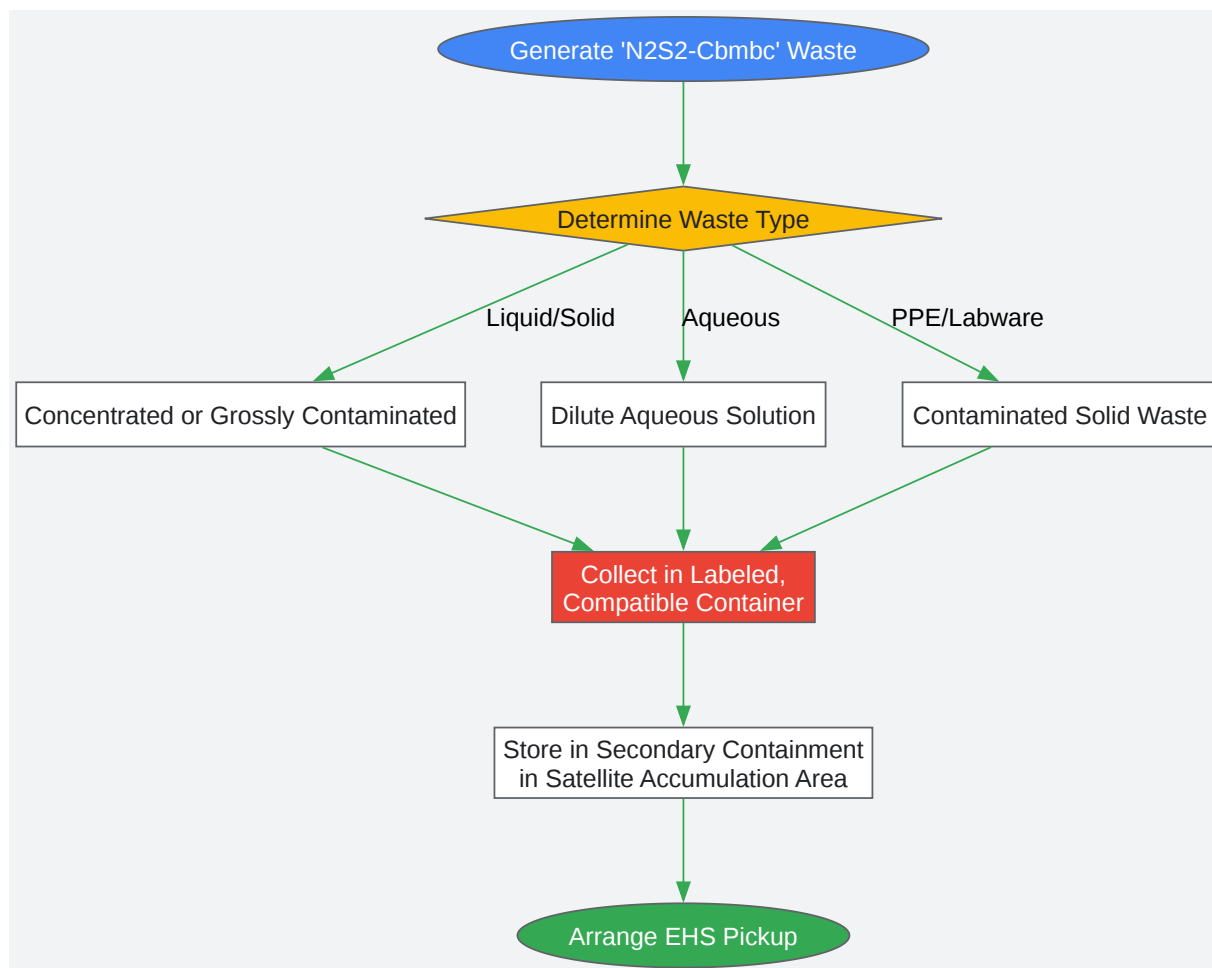 Generate 'N2S2-Cbmbc' Waste
Determine Waste Type
Liquid/Solid
Aqueous
PPE/Labware
Concentrated or Grossly Contaminated
Dilute Aqueous Solution
Contaminated Solid Waste
Collect in Labeled,
Compatible Container
Store in Secondary Containment
in Satellite Accumulation Area
Arrange EHS Pickup